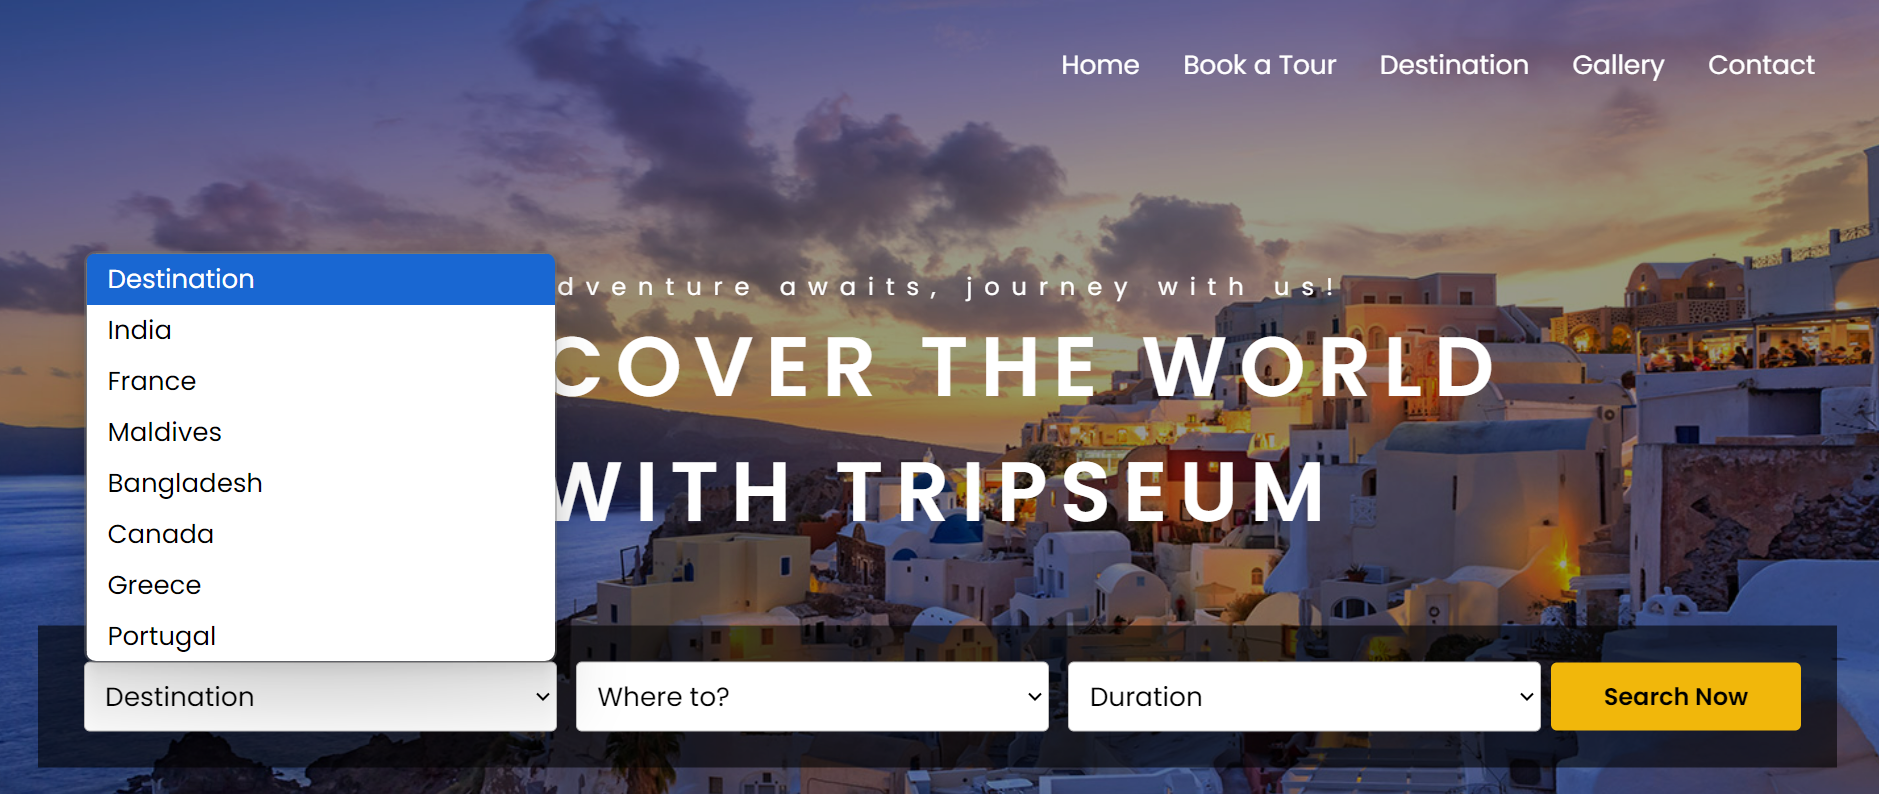 Home Book a Tour Destination Gallery Contact
dventure awaits, journey with us!
COVER THE WORLD
WITH TRIPSEUM
Destination
India
France
Maldives
Bangladesh
Canada
Greece
Portugal
Destination Where to? Duration Search Now